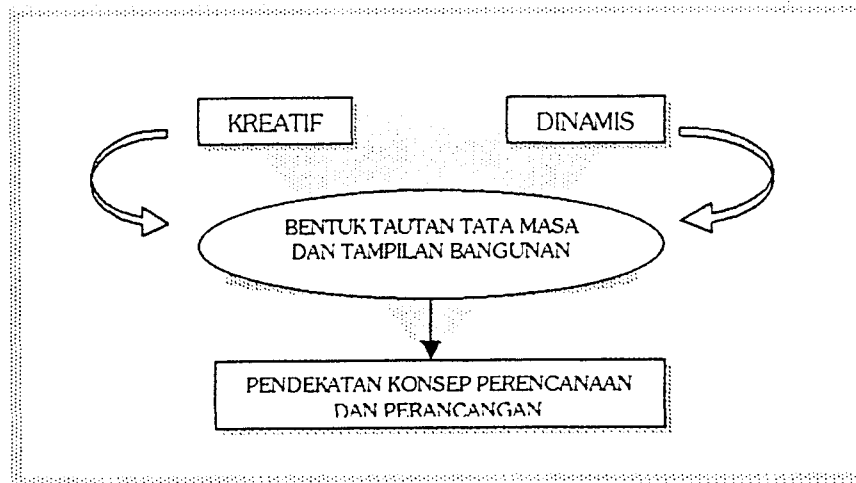 KREATIF
DINAMIS
BENTUK TAUTAN TATA MASA
DAN TAMPILAN BANGUNAN
PENDEKATAN KONSEP PERENCANAAN
DAN PERANCANGAN